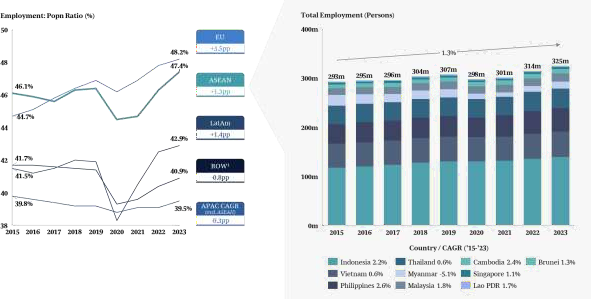 Employment: Popn Ratio (%)
50
48
46
44
42
40
38
46.1%
44.7%
41.7%
41.5%
39.8%
48.2%
47.4%
42.9%
40.9%
39.5%
2015 2016 2017 2018 2019 2020 2021 2022 2023
EU
+3.5pp
ASEAN
+1.3pp
LatAm
+1.4pp
ROW¹
-0.8pp
APAC CAGR
(excl. ASEAN)
-0.3pp
Total Employment (Persons)
400m
300m
200m
100m
0m
1.3%
293m 295m 296m 304m 307m 298m 301m 314m 325m
2015 2016 2017 2018 2019 2020 2021 2022 2023
Country / CAGR ('15-'23)
Indonesia 2.2% Thailand 0.6% Cambodia 2.4% Brunei 1.3%
Vietnam 0.6% Myanmar -5.1% Singapore 1.1%
Philippines 2.6% Malaysia 1.8% Lao PDR 1.7%